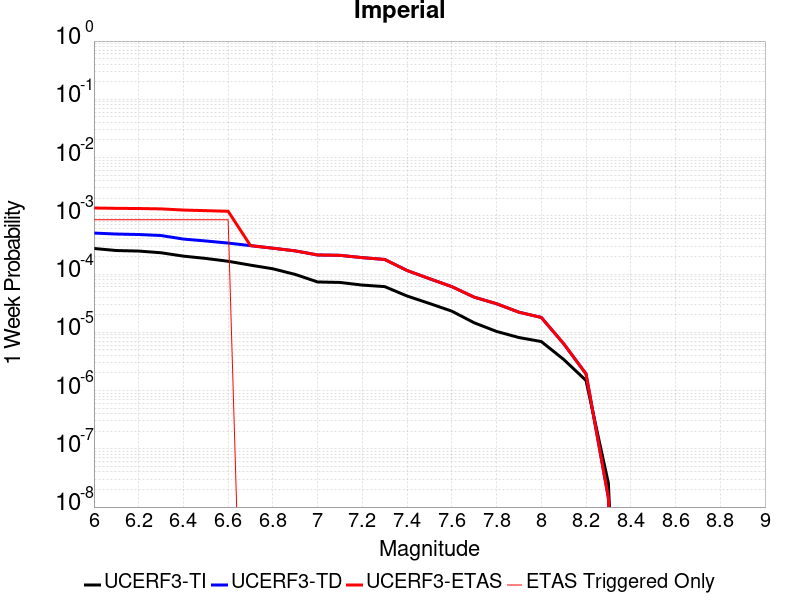 Imperial
10^0
10^-1
10^-2
10^-3
10^-4
10^-5
10^-6
10^-7
10^-8
1 Week Probability
6 6.2 6.4 6.6 6.8 7 7.2 7.4 7.6 7.8 8 8.2 8.4 8.6 8.8 9
Magnitude
UCERF3-TI UCERF3-TD UCERF3-ETAS ETAS Triggered Only